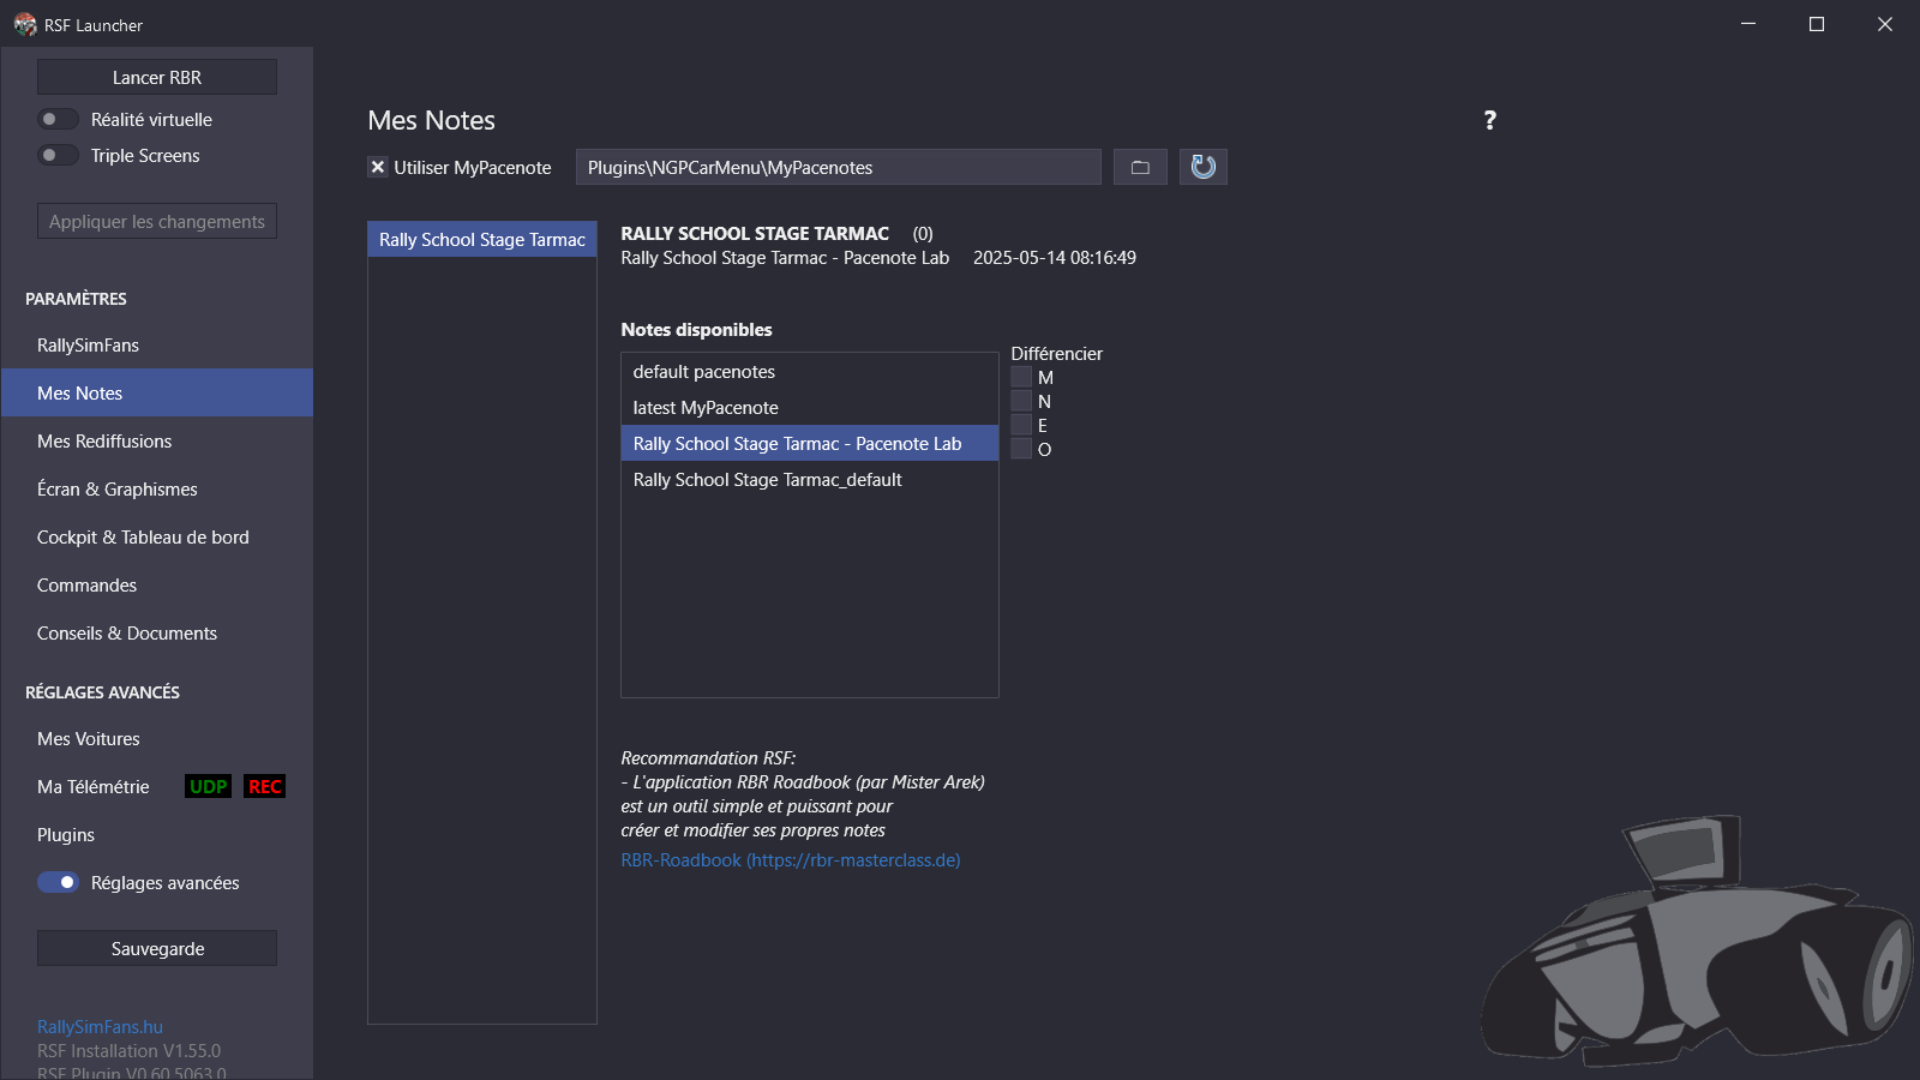 RSF Launcher
Lancer RBR
Réalité virtuelle
Triple Screens
Appliquer les changements
PARAMÈTRES
RallySimFans
Mes Notes
Mes Rediffusions
Écran & Graphismes
Cockpit & Tableau de bord
Commandes
Conseils & Documents
RÉGLAGES AVANCÉS
Mes Voitures
Ma Télémétrie UDP REC
Plugins
Réglages avancées
Sauvegarde
RallySimFans.hu
RSF Installation V1.55.0
RSF Plugin V0.60.5063.0
Mes Notes
?
Utiliser MyPacenote Plugins\NGPCarMenu\MyPacenotes
Rally School Stage Tarmac
RALLY SCHOOL STAGE TARMAC (0)
Rally School Stage Tarmac - Pacenote Lab 2025-05-14 08:16:49
Notes disponibles
default pacenotes
latest MyPacenote
Rally School Stage Tarmac - Pacenote Lab
Rally School Stage Tarmac_default
Différencier
M
N
E
O
Recommandation RSF:
- L'application RBR Roadbook (par Mister Arek)
est un outil simple et puissant pour
créer et modifier ses propres notes
RBR-Roadbook (https://rbr-masterclass.de)